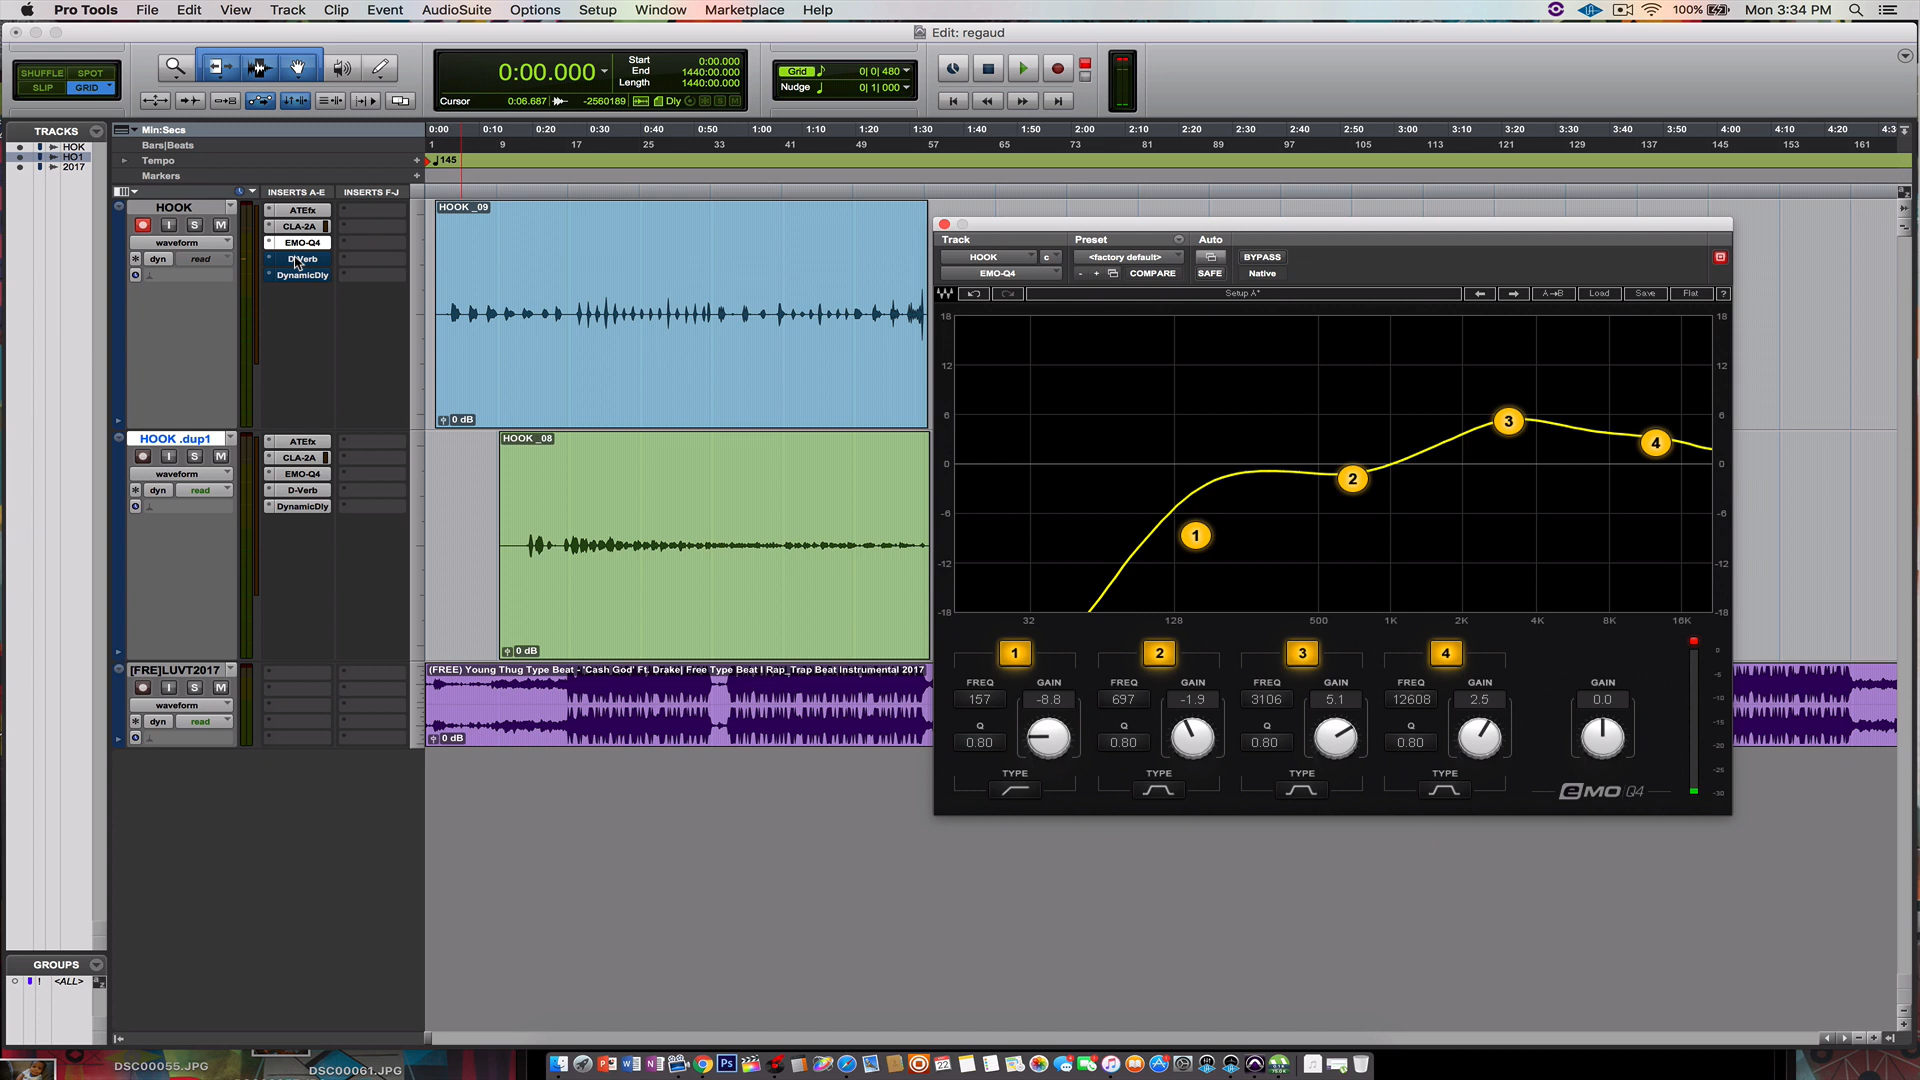 Pro Tools File Edit View Track Clip Event AudioSuite Options Setup Window Marketplace Help 100% Mon 3:34 PM
Edit: regaud
SHUFFLE SPOT
SLIP GRID
0:00.000
Start 0:00.000
End 1440:00.000
Length 1440:00.000
Cursor 0:06.687 -2560189 Dly
Grid 0| 0| 480
Nudge 0| 1| 000
TRACKS
HOK
HO1
2017
Min:Secs 0:00 0:10 0:20 0:30 0:40 0:50 1:00 1:10 1:20 1:30 1:40 1:50 2:00 2:10 2:20 2:30 2:40 2:50 3:00 3:10 3:20 3:30 3:40 3:50 4:00 4:10 4:20 4:3
Bars|Beats 1 9 17 25 33 41 49 57 65 73 81 89 97 105 113 121 129 137 145 153 161
Tempo 145
Markers
INSERTS A-E INSERTS F-J
HOOK
I S M
waveform
dyn read
ATEfx
CLA-2A
EMO-Q4
D-Verb
DynamicDly
HOOK _09
0 dB
HOOK .dup1
I S M
waveform
dyn read
ATEfx
CLA-2A
EMO-Q4
D-Verb
DynamicDly
HOOK _08
0 dB
[FRE]LUVT2017
I S M
waveform
dyn read
(FREE) Young Thug Type Beat - 'Cash God' Ft. Drake| Free Type Beat I Rap_Trap Beat Instrumental 2017
0 dB
Track Preset Auto
HOOK c <factory default> BYPASS
EMO-Q4 - + COMPARE SAFE Native
Setup A* A->B Load Save Flat ?
18 18
12 12
6 6
0 0
-6 -6
-12 -12
-18 -18
1 2 3 4
32 128 500 1K 2K 4K 8K 16K
1 2 3 4
FREQ GAIN FREQ GAIN FREQ GAIN FREQ GAIN GAIN
157 -8.8 697 -1.9 3106 5.1 12608 2.5 0.0
Q Q Q Q
0.80 0.80 0.80 0.80
TYPE TYPE TYPE TYPE
eMO Q4
0
-5
-10
-15
-20
-25
-30
GROUPS
! <ALL>
DSC00055.JPG
DSC00061.JPG